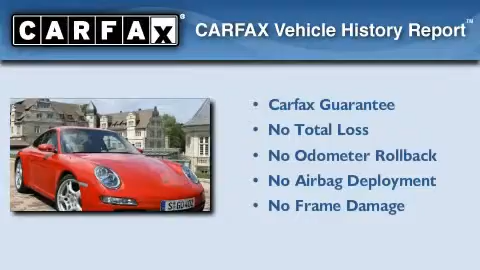 CARFAX®
CARFAX Vehicle History Report™
• Carfax Guarantee
• No Total Loss
• No Odometer Rollback
• No Airbag Deployment
• No Frame Damage